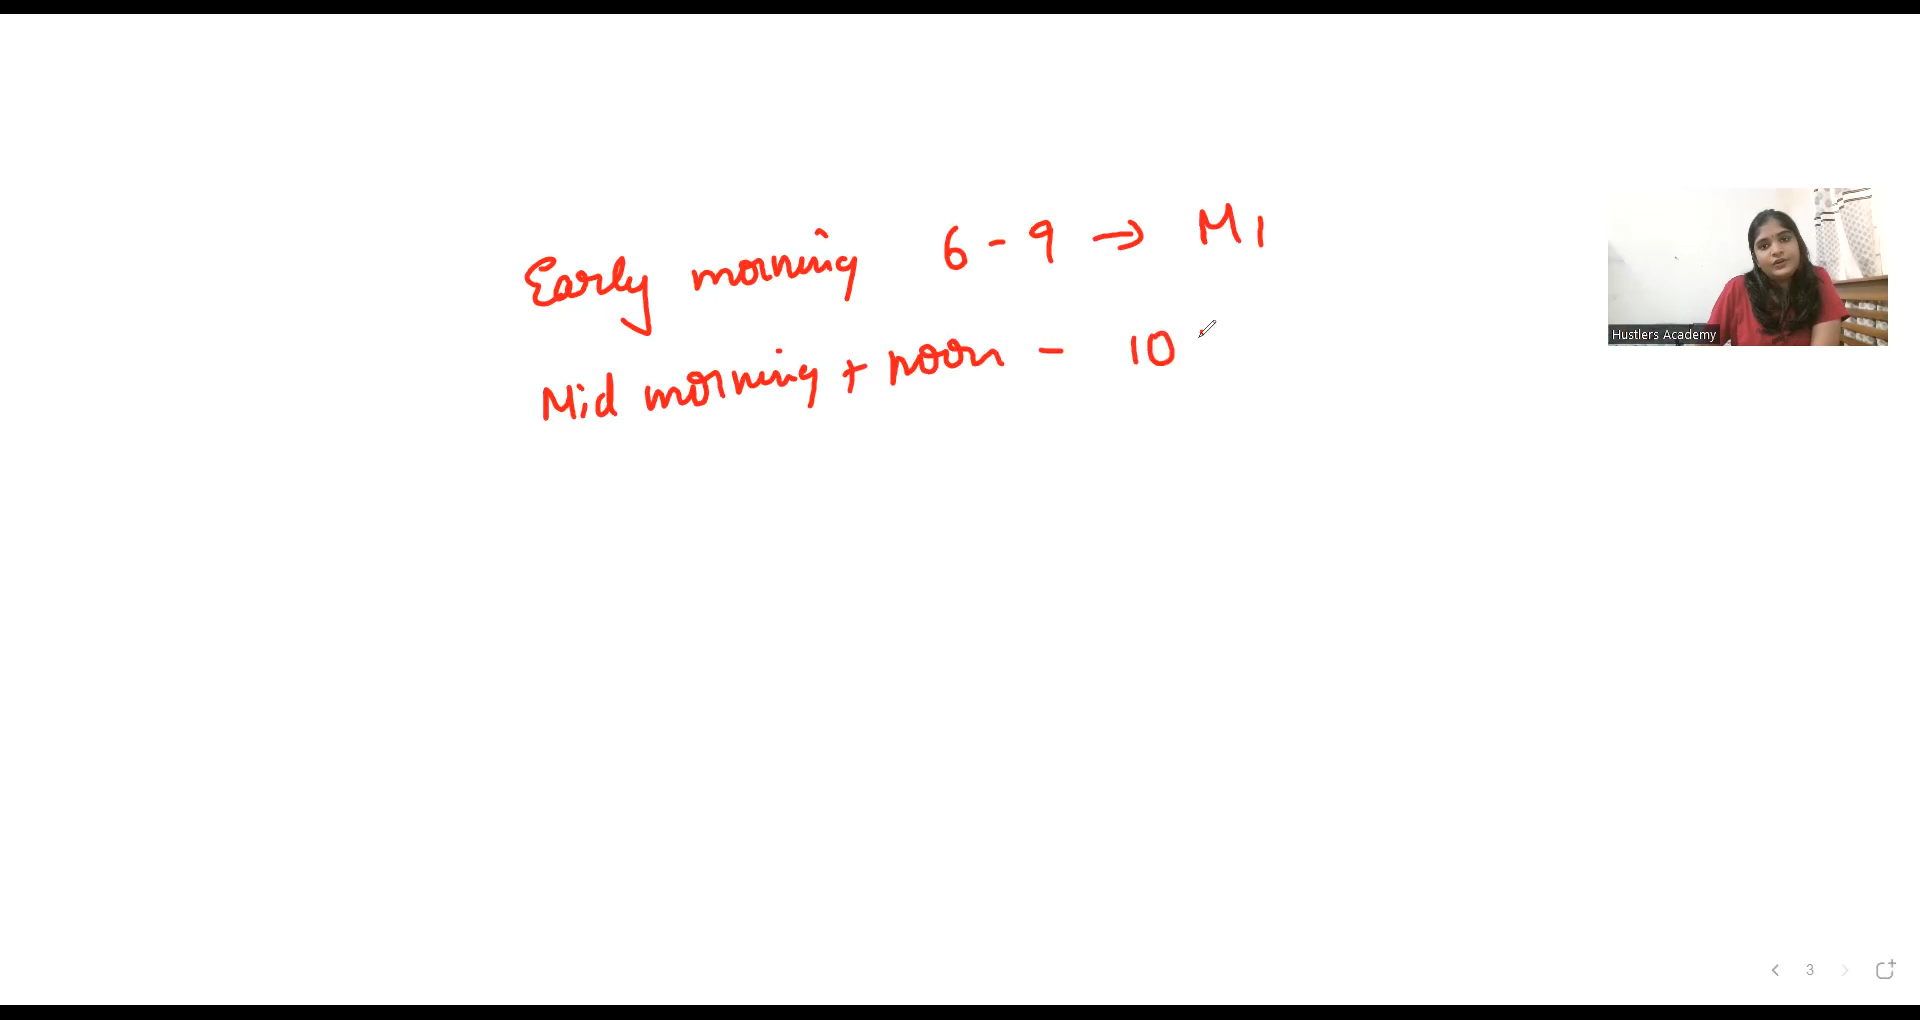 Early morning 6 - 9 → M1
Mid morning + noon - 10
Hustlers Academy
3